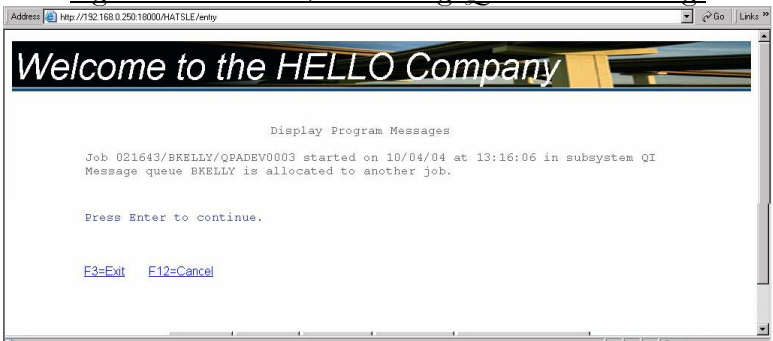 Address http://192.168.0.250:18000/HATSLE/entry Go Links »
Welcome to the HELLO Company
Display Program Messages
Job 021643/BKELLY/QPADEV0003 started on 10/04/04 at 13:16:06 in subsystem QI
Message queue BKELLY is allocated to another job.
Press Enter to continue.
F3=Exit F12=Cancel